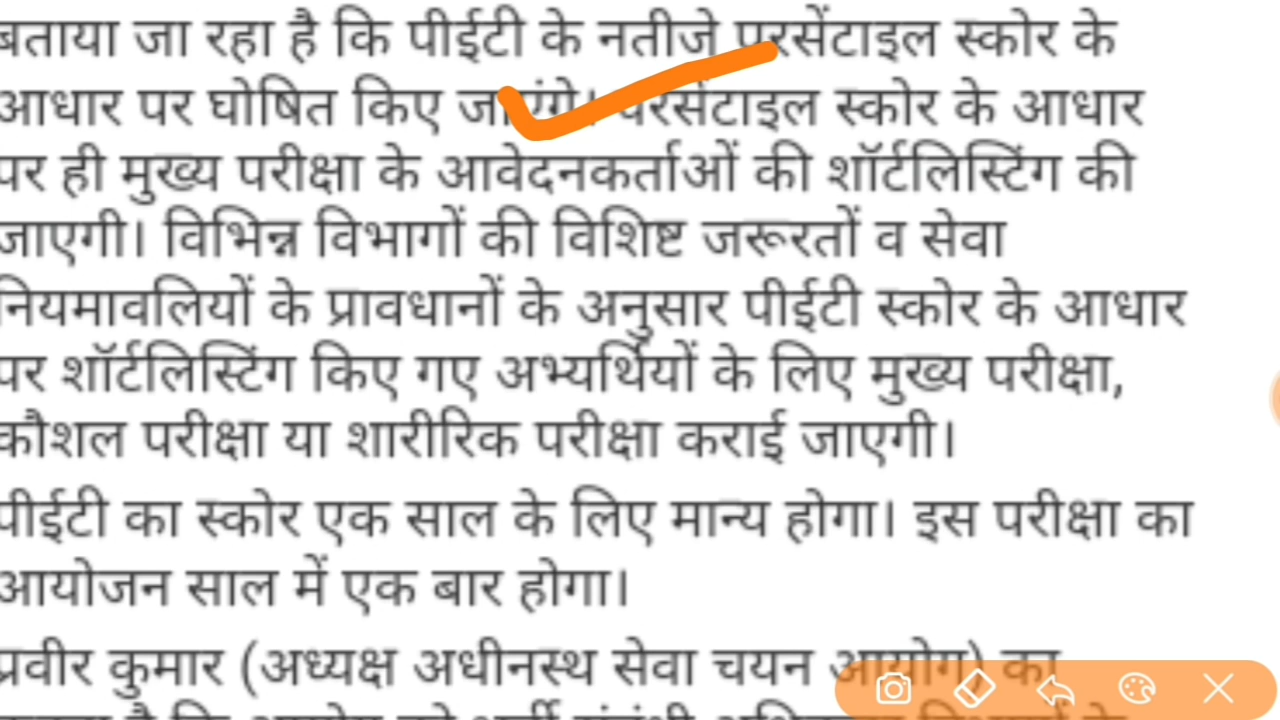 बताया जा रहा है कि पीईटी के नतीजे परसेंटाइल स्कोर के
आधार पर घोषित किए जाएंगे। परसेंटाइल स्कोर के आधार
पर ही मुख्य परीक्षा के आवेदनकर्ताओं की शॉर्टलिस्टिंग की
जाएगी। विभिन्न विभागों की विशिष्ट जरूरतों व सेवा
नियमावलियों के प्रावधानों के अनुसार पीईटी स्कोर के आधार
पर शॉर्टलिस्टिंग किए गए अभ्यर्थियों के लिए मुख्य परीक्षा,
कौशल परीक्षा या शारीरिक परीक्षा कराई जाएगी।
पीईटी का स्कोर एक साल के लिए मान्य होगा। इस परीक्षा का
आयोजन साल में एक बार होगा।
प्रवीर कुमार (अध्यक्ष अधीनस्थ सेवा चयन आयोग) का